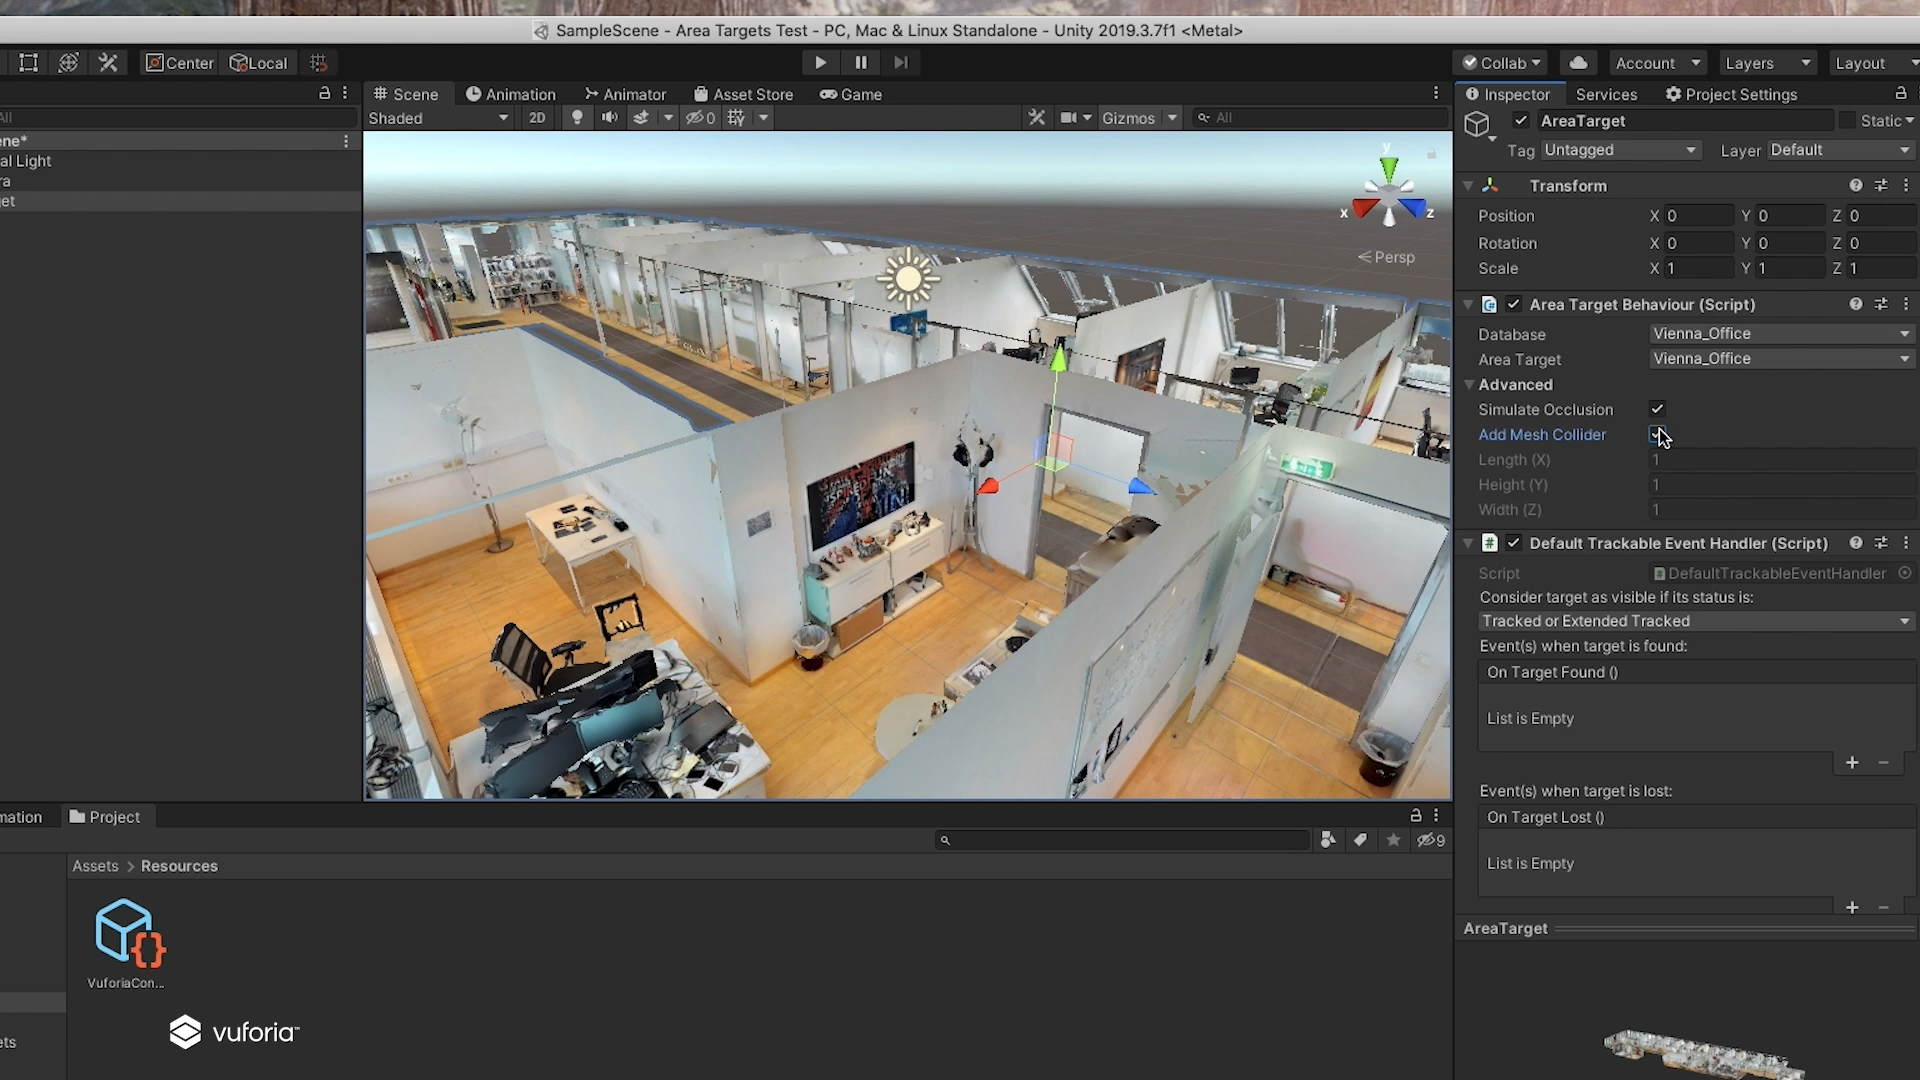 SampleScene - Area Targets Test - PC, Mac & Linux Standalone - Unity 2019.3.7f1 <Metal>
Center Local
Collab Account Layers Layout
Scene Animation Animator Asset Store Game
Inspector Services Project Settings
All
Shaded 2D 0 Gizmos All
ene*
al Light
ra
get
y
x z
Persp
AreaTarget Static
Tag Untagged Layer Default
Transform
Position X 0 Y 0 Z 0
Rotation X 0 Y 0 Z 0
Scale X 1 Y 1 Z 1
Area Target Behaviour (Script)
Database Vienna_Office
Area Target Vienna_Office
Advanced
Simulate Occlusion
Add Mesh Collider
Length (X) 1
Height (Y) 1
Width (Z) 1
Default Trackable Event Handler (Script)
Script DefaultTrackableEventHandler
Consider target as visible if its status is:
Tracked or Extended Tracked
Event(s) when target is found:
On Target Found ()
List is Empty
Event(s) when target is lost:
On Target Lost ()
List is Empty
AreaTarget
mation Project
9
Assets > Resources
VuforiaCon...
ets
vuforia™